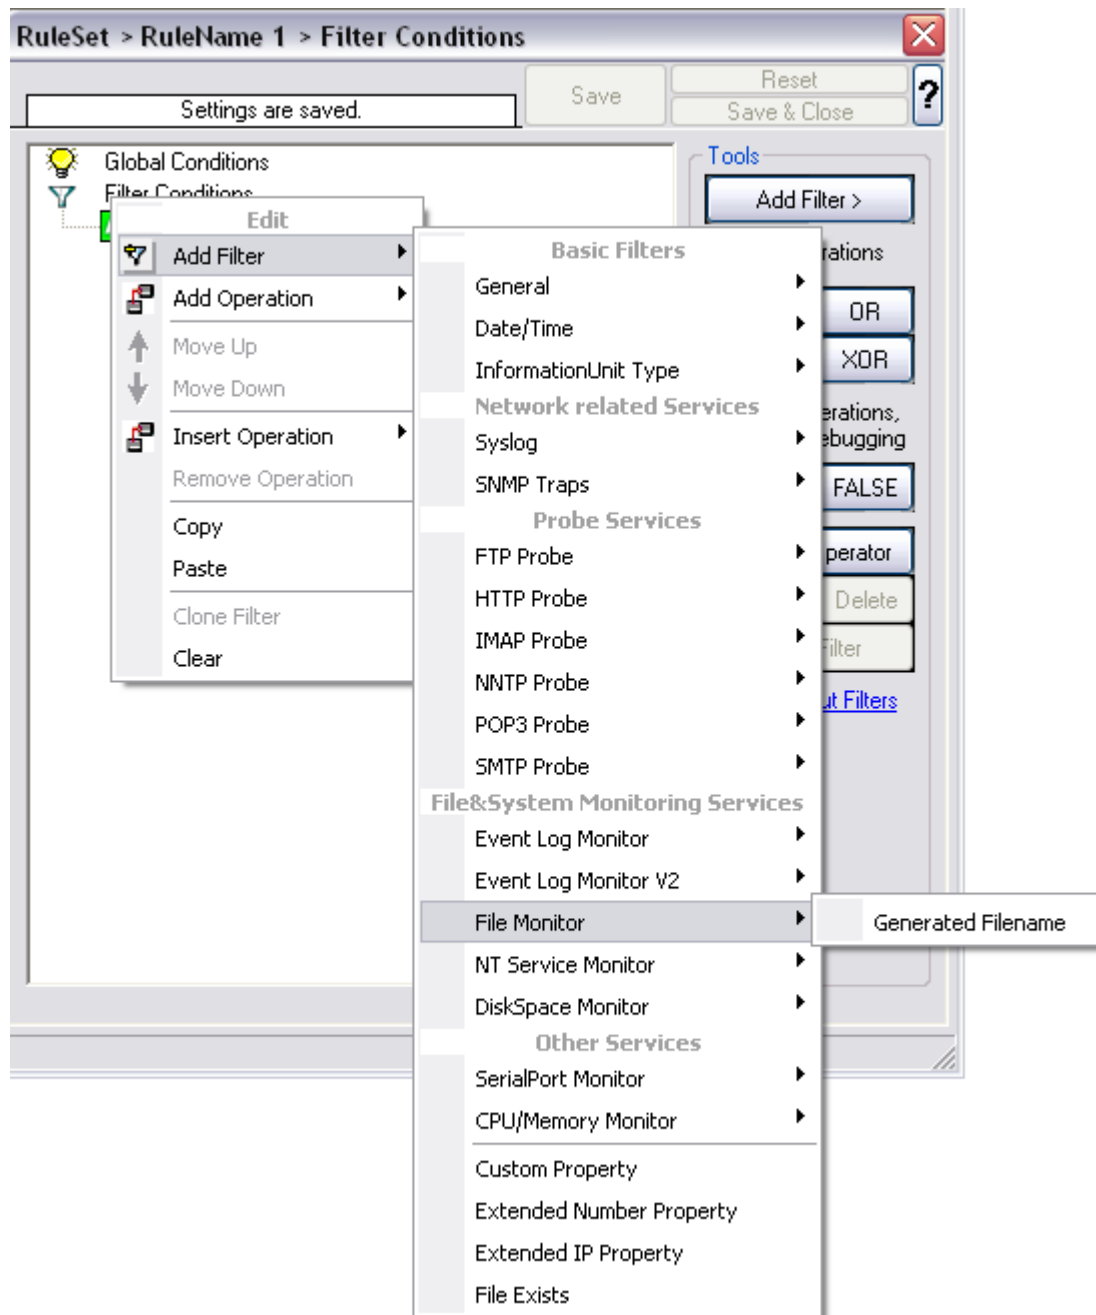 RuleSet > RuleName 1 > Filter Conditions
Settings are saved.
Save
Reset
Save & Close
?
Global Conditions
Filter Conditions
Tools
Add Filter >
Edit
Add Filter
Add Operation
Move Up
Move Down
Insert Operation
Remove Operation
Copy
Paste
Clone Filter
Clear
Basic Filters
General
Date/Time
InformationUnit Type
Network related Services
Syslog
SNMP Traps
Probe Services
FTP Probe
HTTP Probe
IMAP Probe
NNTP Probe
POP3 Probe
SMTP Probe
File&System Monitoring Services
Event Log Monitor
Event Log Monitor V2
File Monitor
NT Service Monitor
DiskSpace Monitor
Other Services
SerialPort Monitor
CPU/Memory Monitor
Custom Property
Extended Number Property
Extended IP Property
File Exists
Generated Filename
OR
XOR
FALSE
Delete
Filter
Filters